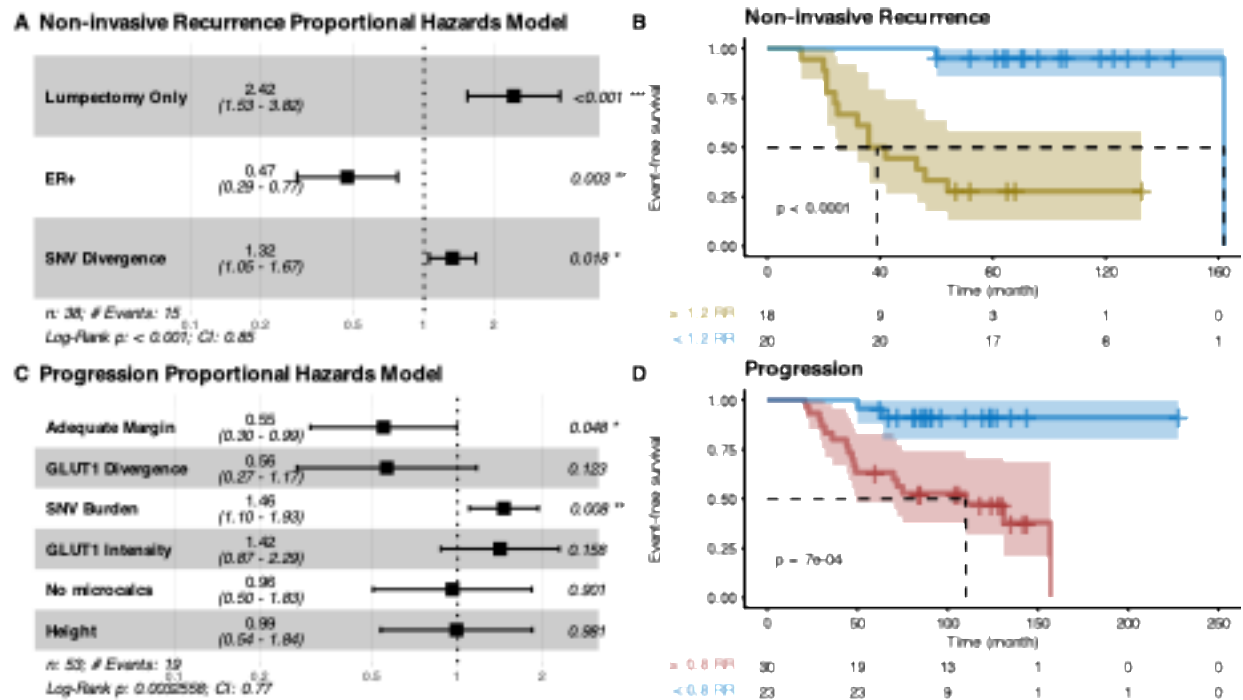 A Non-invasive Recurrence Proportional Hazards Model
Lumpectomy Only
2.42
(1.53 - 3.82)
<0.001 ***
ER+
0.47
(0.29 - 0.77)
0.003 **
SNV Divergence
1.32
(1.05 - 1.67)
0.018 *
n: 38; # Events: 15
Log-Rank p: < 0.001; CI: 0.85
0.1 0.2 0.5 1 2
B Non-invasive Recurrence
Event-free survival
1.00
0.75
0.50
0.25
0.00
p < 0.0001
0 40 80 120 160
Time (month)
1.2 RR 18 9 3 1 0
< 1.2 RR 20 20 17 6 1
C Progression Proportional Hazards Model
Adequate Margin
0.55
(0.30 - 0.99)
0.048 *
GLUT1 Divergence
0.56
(0.27 - 1.17)
0.123
SNV Burden
1.46
(1.10 - 1.93)
0.008 **
GLUT1 Intensity
1.42
(0.87 - 2.29)
0.158
No microcalcs
0.96
(0.50 - 1.83)
0.901
Height
0.99
(0.54 - 1.84)
0.981
n: 53; # Events: 19
Log-Rank p: 0.0032558; CI: 0.77
0.1 0.2 0.5 1 2
D Progression
Event-free survival
1.00
0.75
0.50
0.25
0.00
p = 7e-04
0 50 100 150 200 250
Time (month)
0.8 RR 30 19 13 1 0 0
< 0.8 RR 23 23 9 1 1 0